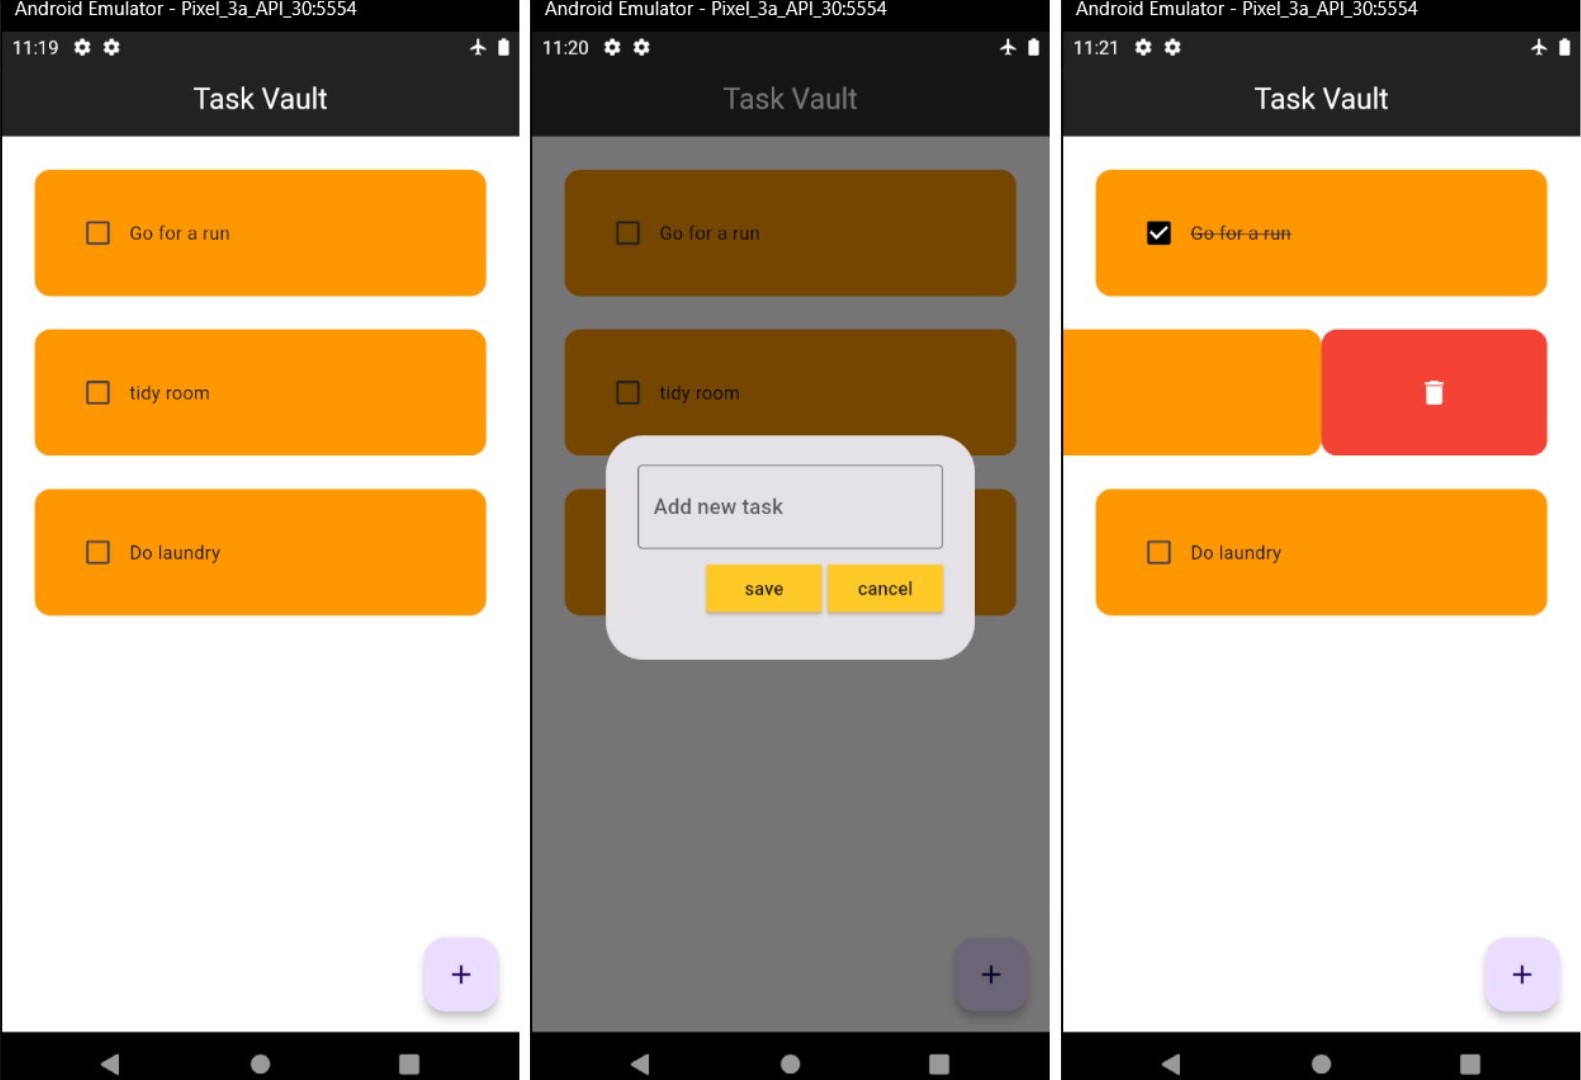 Android Emulator - Pixel_3a_API_30:5554
11:19
Task Vault
Go for a run
tidy room
Do laundry
+
Android Emulator - Pixel_3a_API_30:5554
11:20
Task Vault
Go for a run
tidy room
Add new task
save
cancel
+
Android Emulator - Pixel_3a_API_30:5554
11:21
Task Vault
Go for a run
Do laundry
+